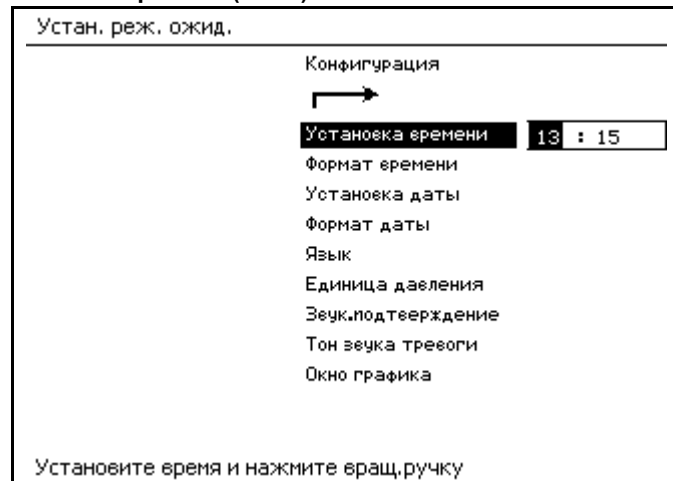 Устан. реж. ожид.
Конфигурация
Установка времени 13 : 15
Формат времени
Установка даты
Формат даты
Язык
Единица давления
Звук.подтверждение
Тон звука тревоги
Окно графика
Установите время и нажмите вращ.ручку